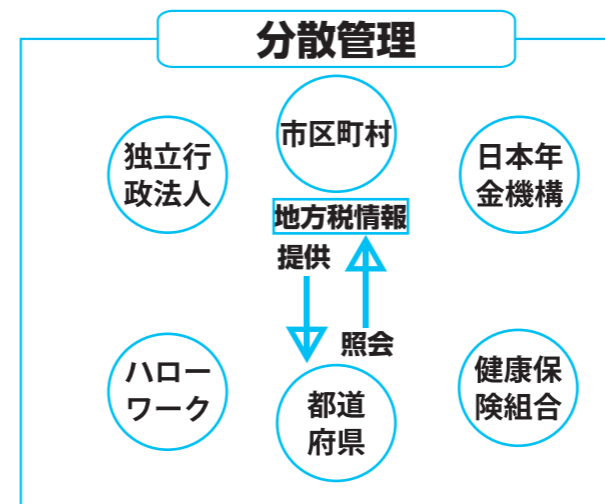 分散管理
市区町村
独立行
政法人
日本年
金機構
地方税情報
提供
照会
ハロー
ワーク
都道
府県
健康保
険組合